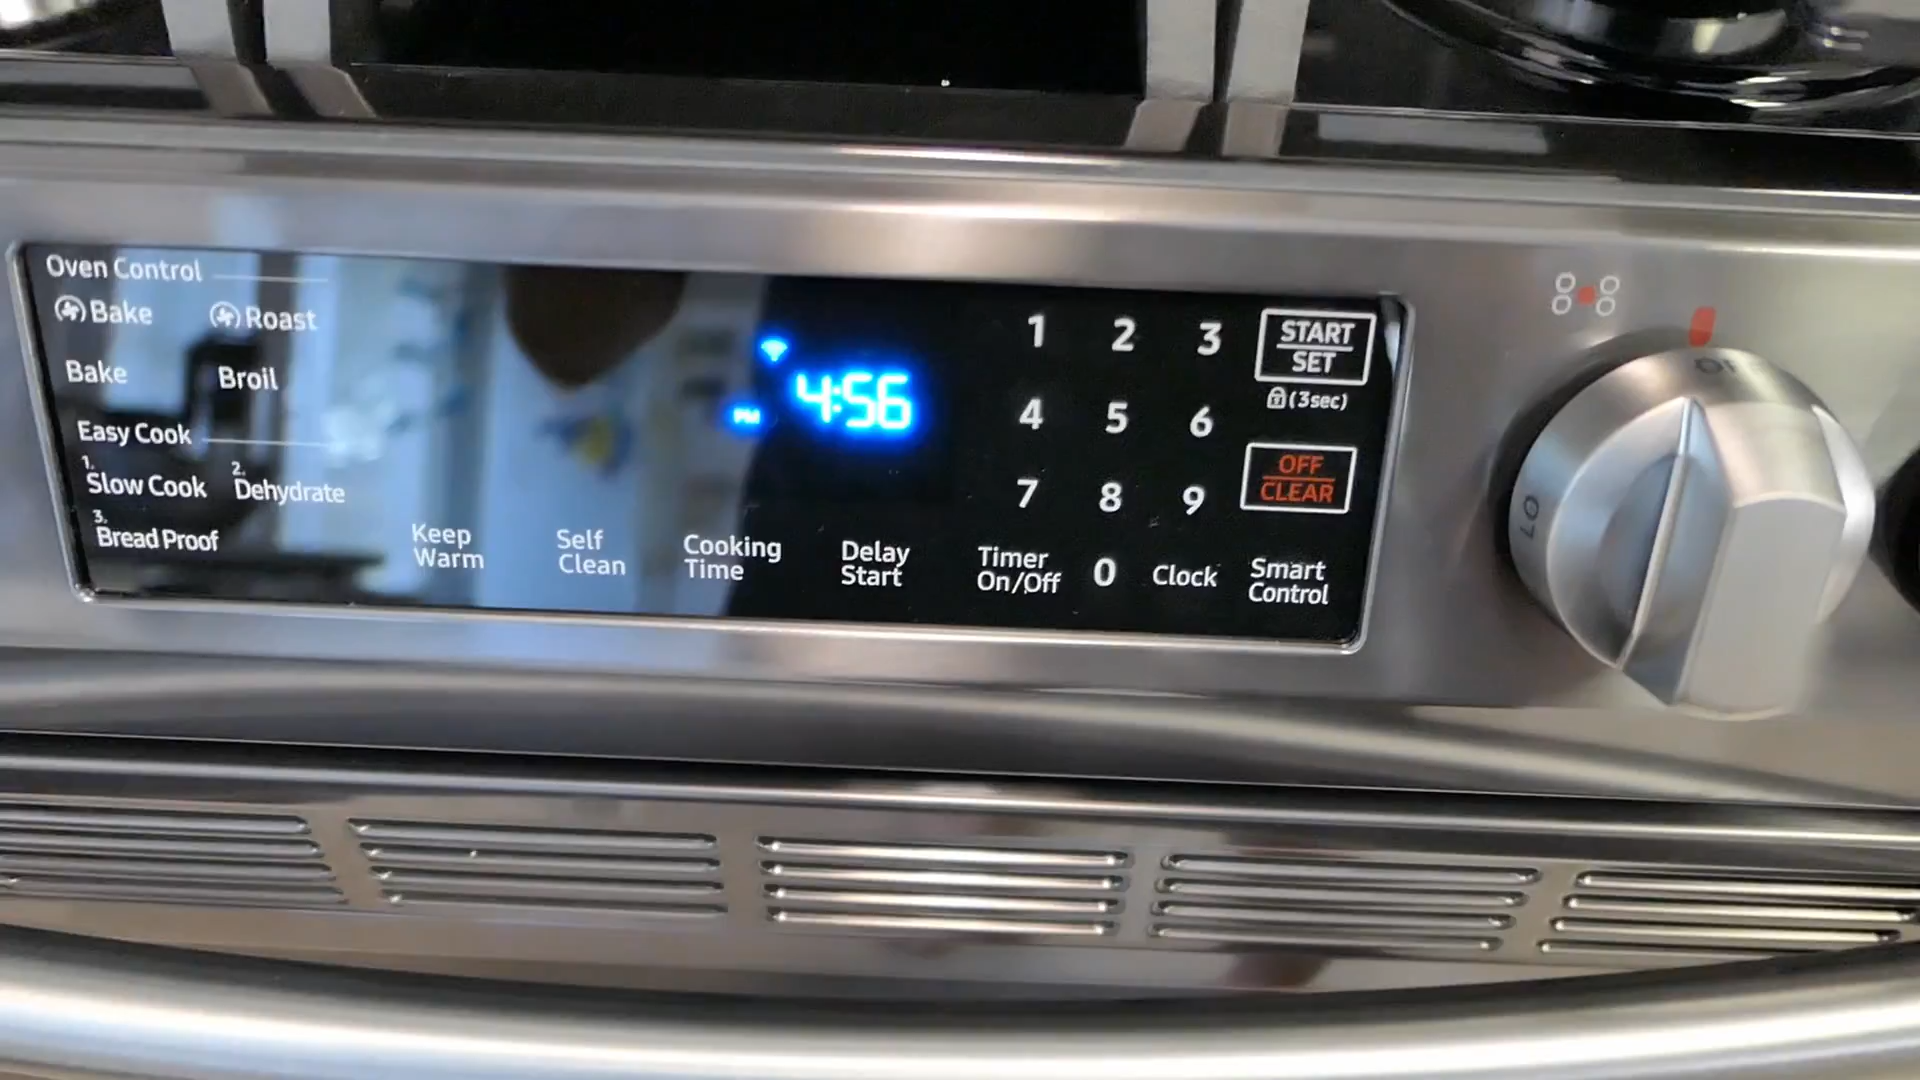 Oven Control
Bake Roast
Bake Broil
Easy Cook
1. Slow Cook 2. Dehydrate
3. Bread Proof
Keep Warm
Self Clean
Cooking Time
Delay Start
PM 4:56
1 2 3
4 5 6
7 8 9
Timer On/Off
0
Clock
START
SET
(3sec)
OFF
CLEAR
Smart Control
LO